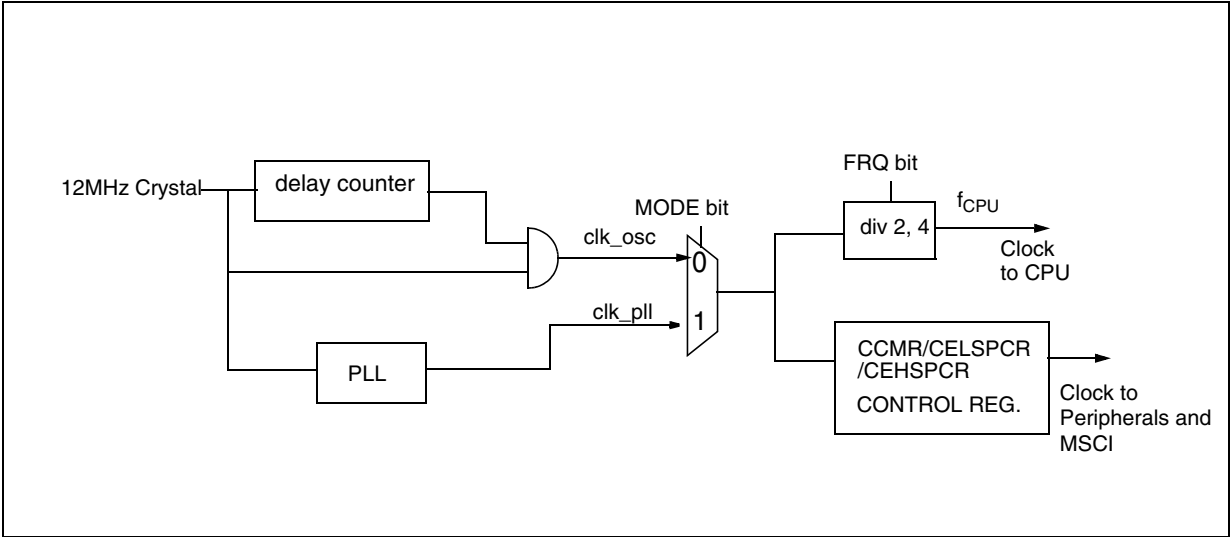 12MHz Crystal
delay counter
clk_osc
MODE bit
0
1
clk_pll
PLL
FRQ bit
div 2, 4
fCPU
Clock
to CPU
CCMR/CELSPCR
/CEHSPCR
CONTROL REG.
Clock to
Peripherals and
MSCI